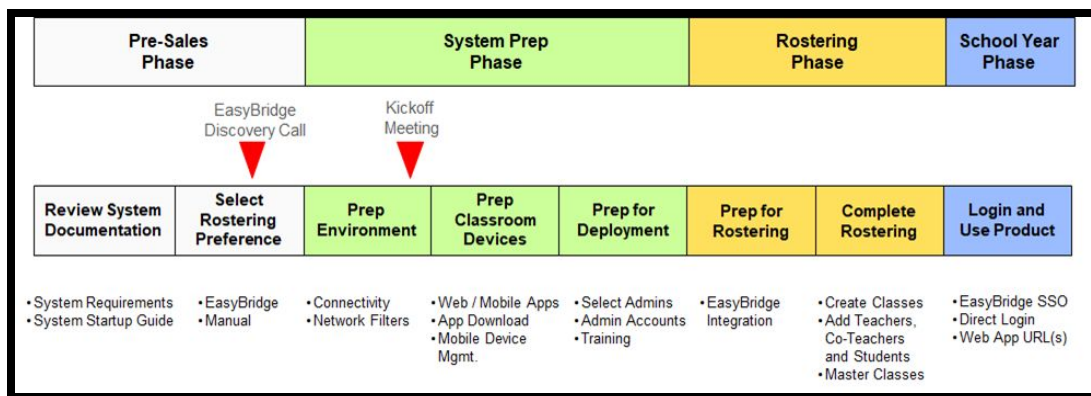 Pre-Sales
Phase
System Prep
Phase
Rostering
Phase
School Year
Phase
EasyBridge
Discovery Call
Kickoff
Meeting
Review System
Documentation
Select
Rostering
Preference
Prep
Environment
Prep
Classroom
Devices
Prep for
Deployment
Prep for
Rostering
Complete
Rostering
Login and
Use Product
• System Requirements
• System Startup Guide
• EasyBridge
• Manual
• Connectivity
• Network Filters
• Web / Mobile Apps
• App Download
• Mobile Device
Mgmt.
• Select Admins
• Admin Accounts
• Training
• EasyBridge
Integration
• Create Classes
• Add Teachers,
Co-Teachers
and Students
• Master Classes
• EasyBridge SSO
• Direct Login
• Web App URL(s)